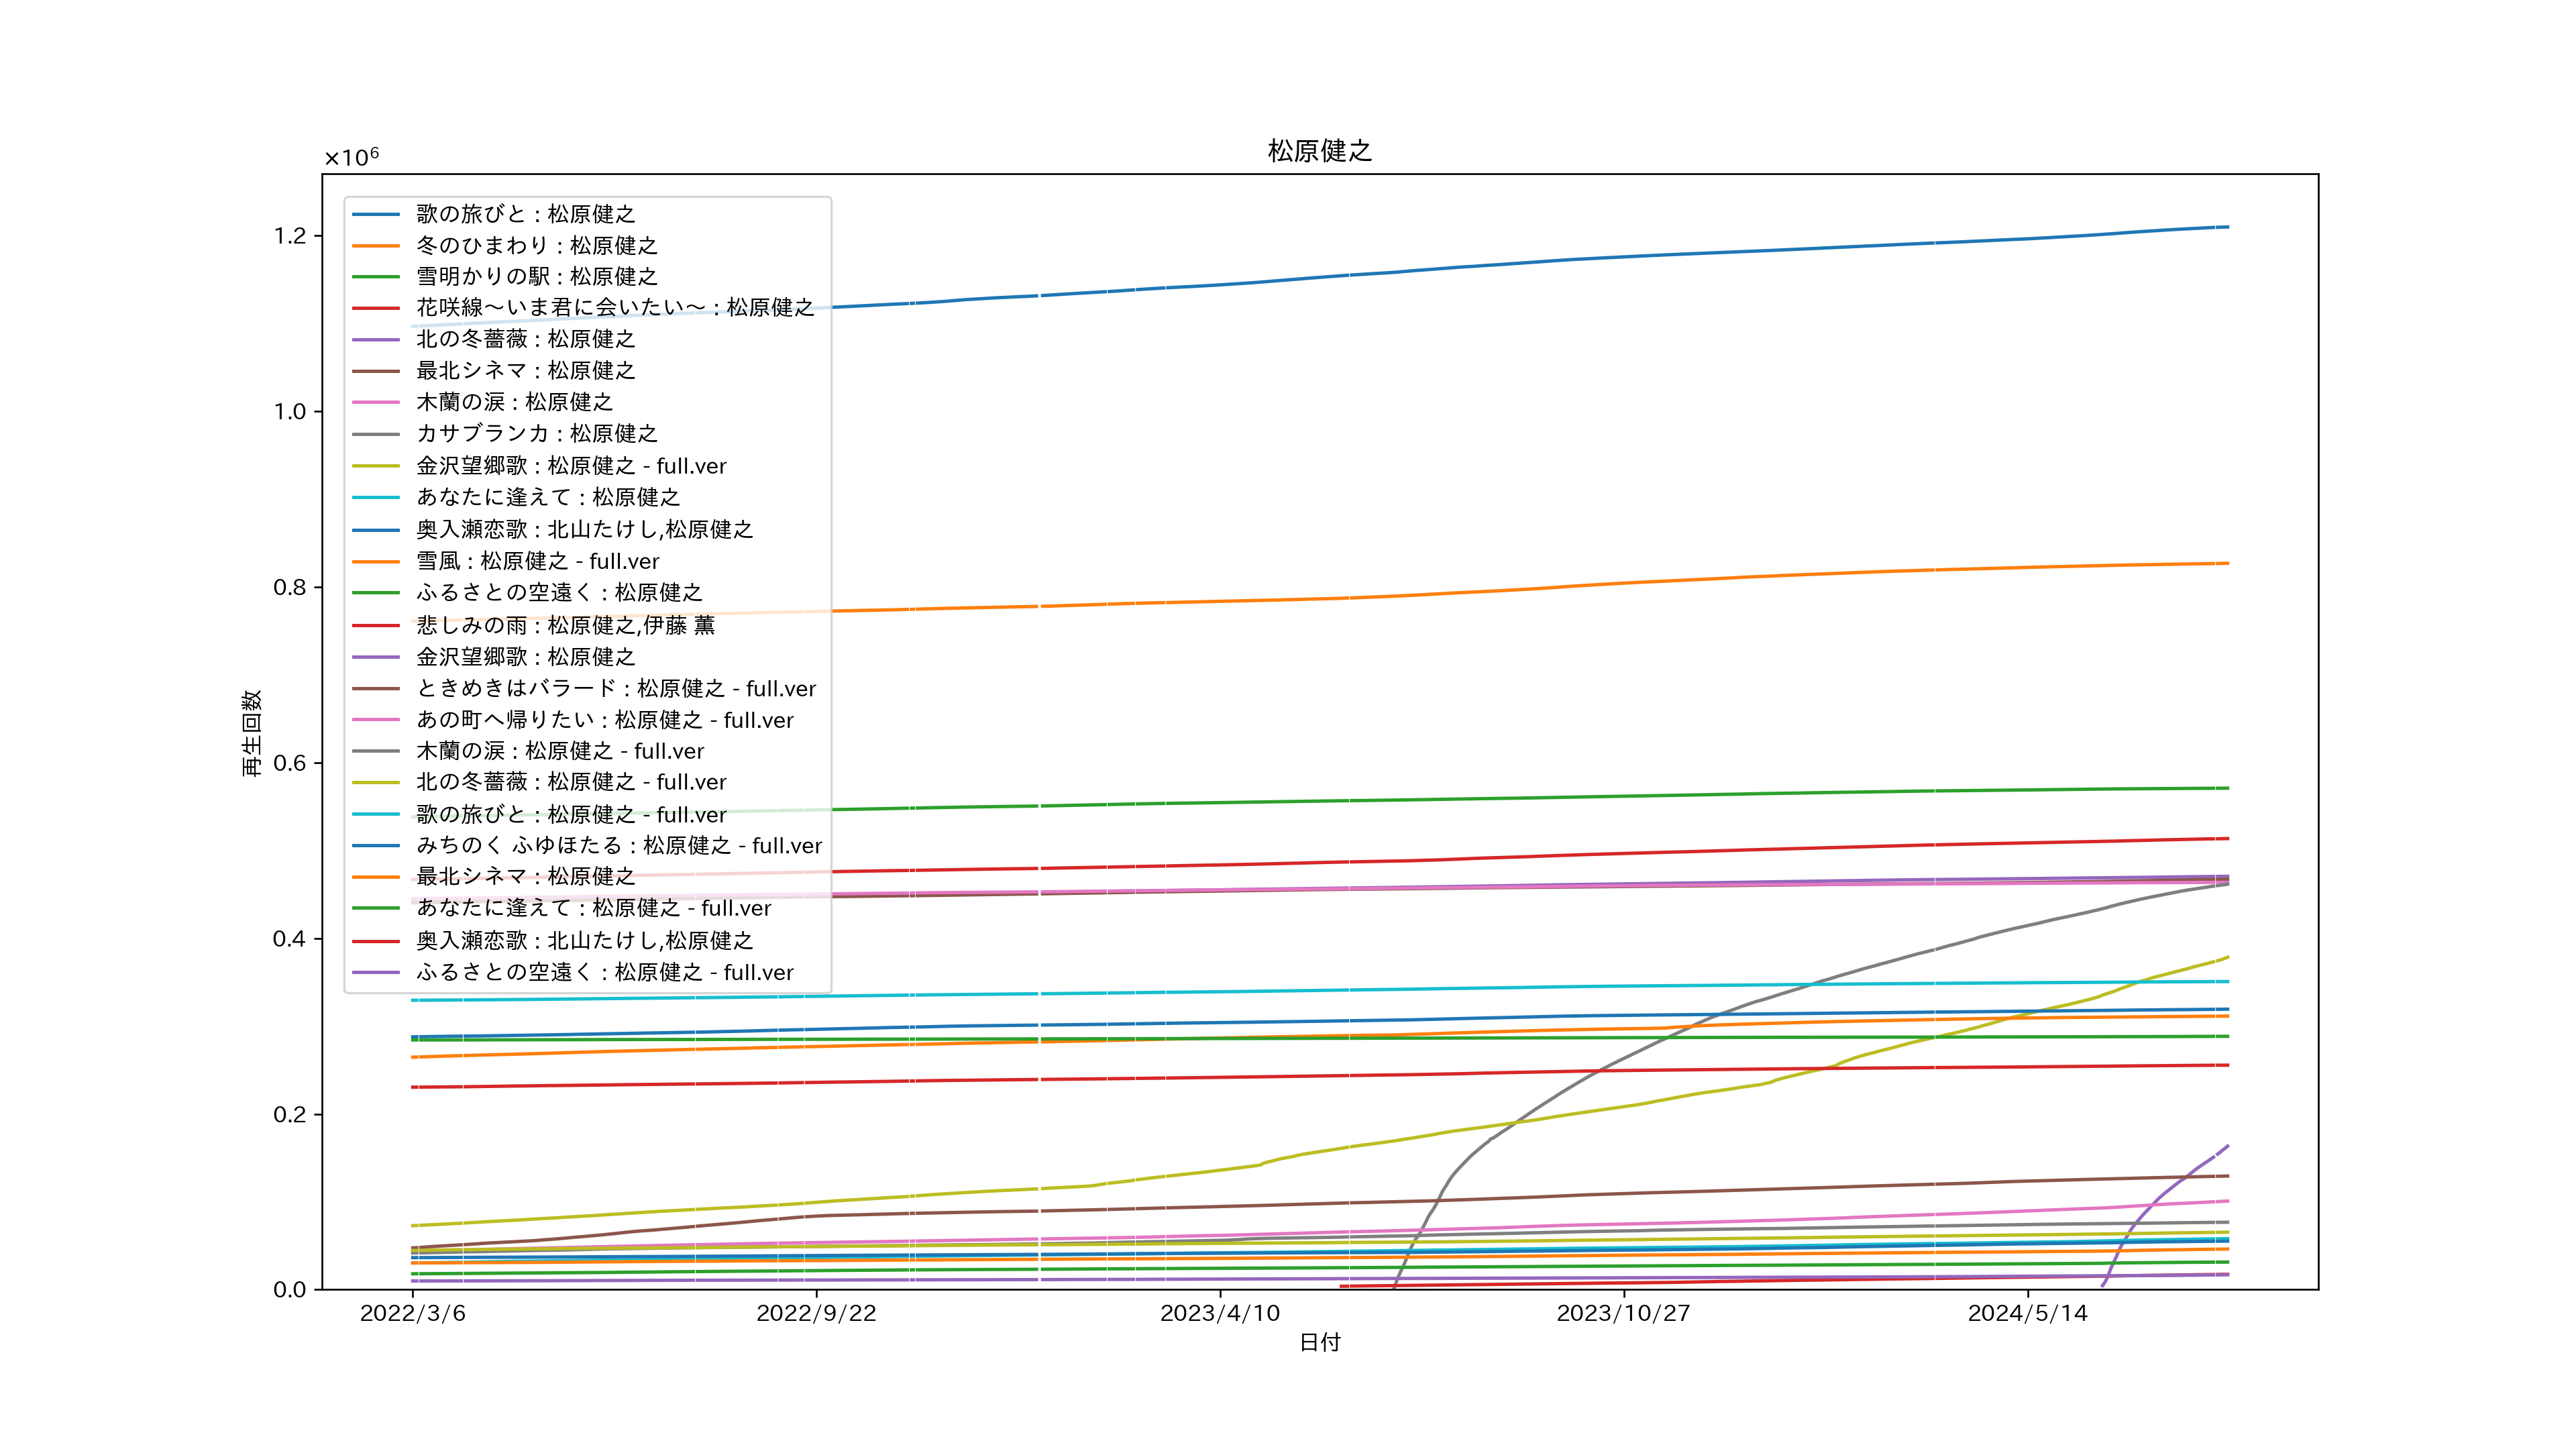 松原健之
×10⁶
歌の旅びと : 松原健之
冬のひまわり : 松原健之
雪明かりの駅 : 松原健之
花咲線～いま君に会いたい～ : 松原健之
北の冬薔薇 : 松原健之
最北シネマ : 松原健之
木蘭の涙 : 松原健之
カサブランカ : 松原健之
金沢望郷歌 : 松原健之 - full.ver
あなたに逢えて : 松原健之
奥入瀬恋歌 : 北山たけし,松原健之
雪風 : 松原健之 - full.ver
ふるさとの空遠く : 松原健之
悲しみの雨 : 松原健之,伊藤 薫
金沢望郷歌 : 松原健之
ときめきはバラード : 松原健之 - full.ver
あの町へ帰りたい : 松原健之 - full.ver
木蘭の涙 : 松原健之 - full.ver
北の冬薔薇 : 松原健之 - full.ver
歌の旅びと : 松原健之 - full.ver
みちのく ふゆほたる : 松原健之 - full.ver
最北シネマ : 松原健之
あなたに逢えて : 松原健之 - full.ver
奥入瀬恋歌 : 北山たけし,松原健之
ふるさとの空遠く : 松原健之 - full.ver
1.2
1.0
0.8
0.6
0.4
0.2
0.0
再生回数
2022/3/6
2022/9/22
2023/4/10
2023/10/27
2024/5/14
日付